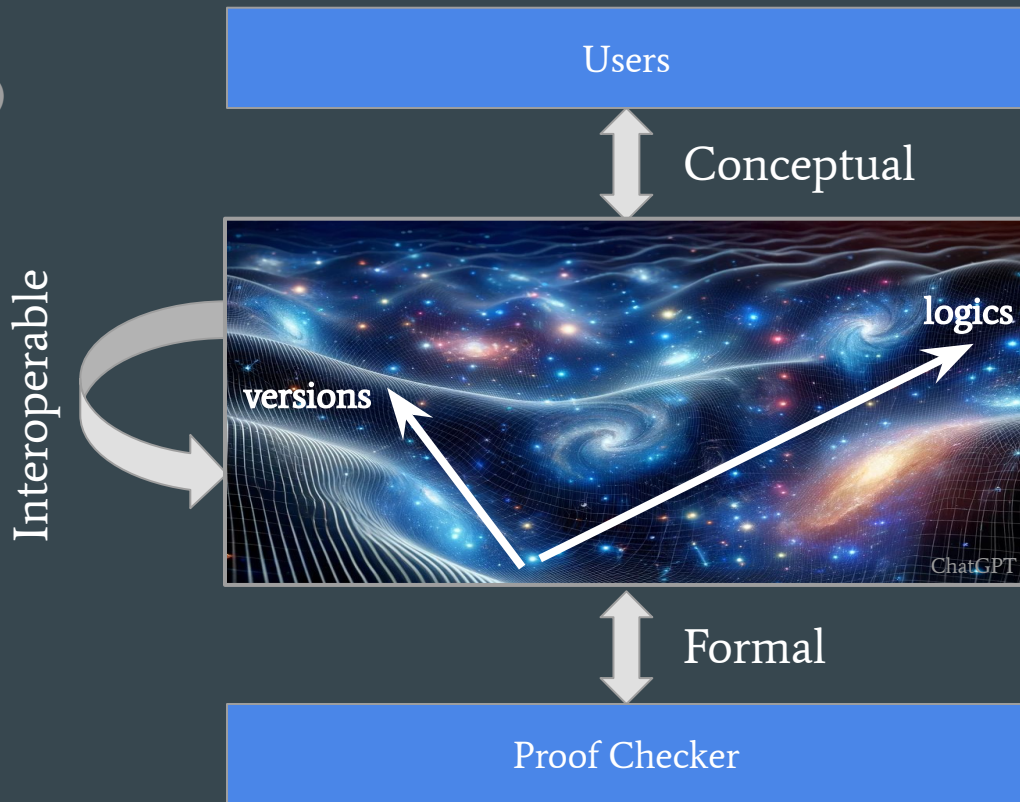 Users
Conceptual
Interoperable
logics
versions
ChatGPT
Formal
Proof Checker